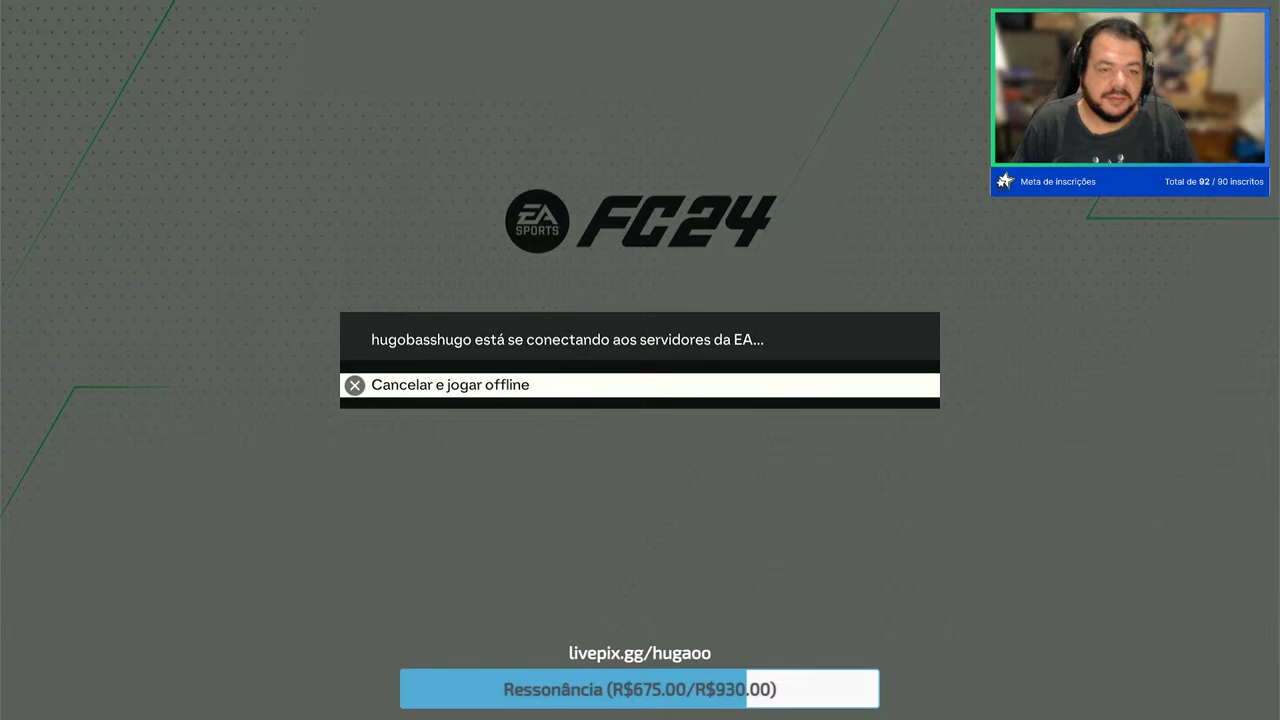 Meta de inscrições
Total de 92 / 90 inscritos
EA
SPORTS
FC24
hugobasshugo está se conectando aos servidores da EA...
Cancelar e jogar offline
livepix.gg/hugaoo
Ressonância (R$675.00/R$930.00)